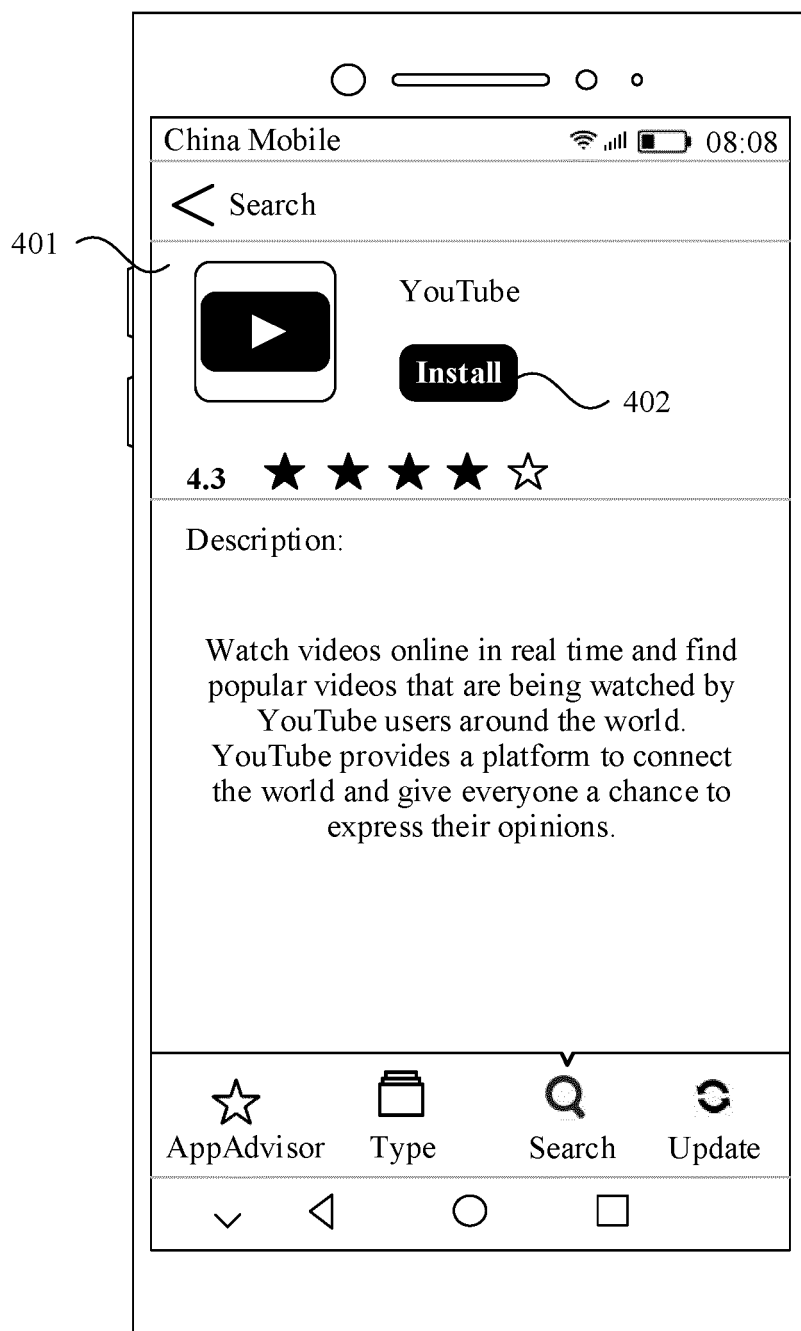 China Mobile 08:08
Search
401
YouTube
Install
402
4.3
Description:
Watch videos online in real time and find
popular videos that are being watched by
YouTube users around the world.
YouTube provides a platform to connect
the world and give everyone a chance to
express their opinions.
AppAdvisor Type Search Update